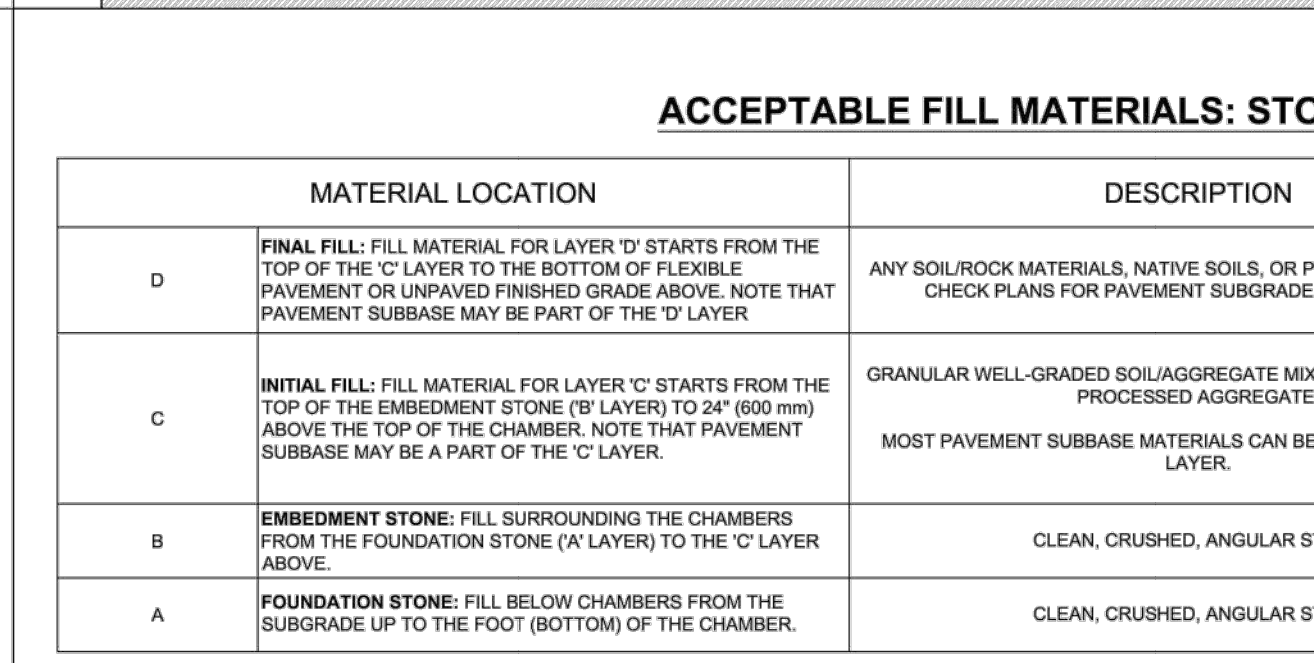 ACCEPTABLE FILL MATERIALS:
MATERIAL LOCATION
DESCRIPTION
D
FINAL FILL: FILL MATERIAL FOR LAYER 'D' STARTS FROM THE
TOP OF THE 'C' LAYER TO THE BOTTOM OF FLEXIBLE
PAVEMENT OR UNPAVED FINISHED GRADE ABOVE. NOTE THAT
PAVEMENT SUBBASE MAY BE PART OF THE 'D' LAYER
ANY SOIL/ROCK MATERIALS, NATIVE SOILS, OR
CHECK PLANS FOR PAVEMENT SUBGRADE
C
INITIAL FILL: FILL MATERIAL FOR LAYER 'C' STARTS FROM THE
TOP OF THE EMBEDMENT STONE ('B' LAYER) TO 24" (600 mm)
ABOVE THE TOP OF THE CHAMBER. NOTE THAT PAVEMENT
SUBBASE MAY BE A PART OF THE 'C' LAYER.
GRANULAR WELL-GRADED SOIL/AGGREGATE
PROCESSED AGGREGATE
MOST PAVEMENT SUBBASE MATERIALS CAN BE
LAYER.
B
EMBEDMENT STONE: FILL SURROUNDING THE CHAMBERS
FROM THE FOUNDATION STONE ('A' LAYER) TO THE 'C' LAYER
ABOVE.
CLEAN, CRUSHED, ANGULAR
A
FOUNDATION STONE: FILL BELOW CHAMBERS FROM THE
SUBGRADE UP TO THE FOOT (BOTTOM) OF THE CHAMBER.
CLEAN, CRUSHED, ANGULAR